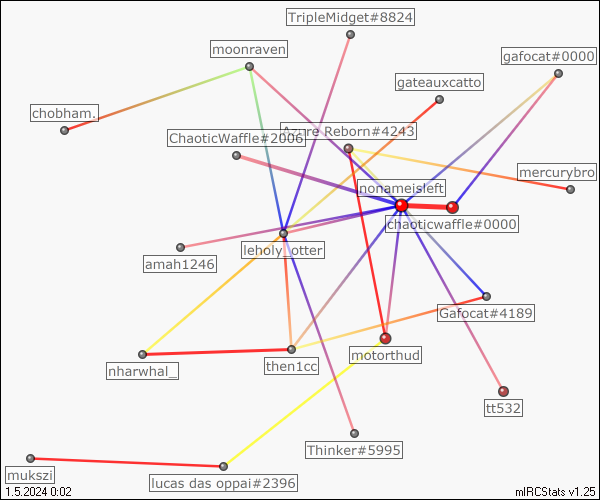 TripleMidget#8824
moonraven
gafocat#0000
gateauxcatto
chobham.
Azure Reborn#4243
ChaoticWaffle#2006
mercurybro
nonameisleft
chaoticwaffle#0000
leholy_otter
amah1246
Gafocat#4189
motorthud
then1cc
nharwhal_
tt532
Thinker#5995
mukszi
lucas das oppai#2396
1.5.2024 0:02
mIRCStats v1.25